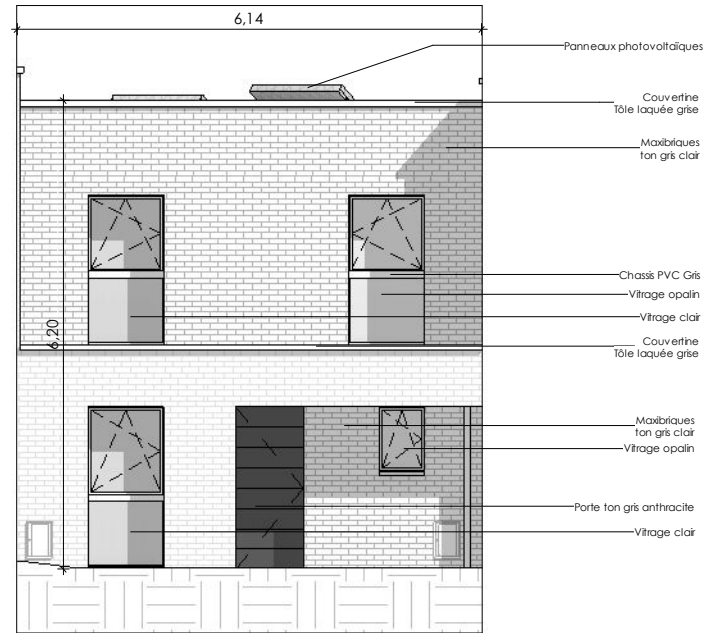 6,14
Panneaux photovoltaïques
Couvertine
Tôle laquée grise
Maxibriques
ton gris clair
Chassis PVC Gris
Vitrage opalin
Vitrage clair
6,20
Couvertine
Tôle laquée grise
Maxibriques
ton gris clair
Vitrage opalin
Porte ton gris anthracite
Vitrage clair